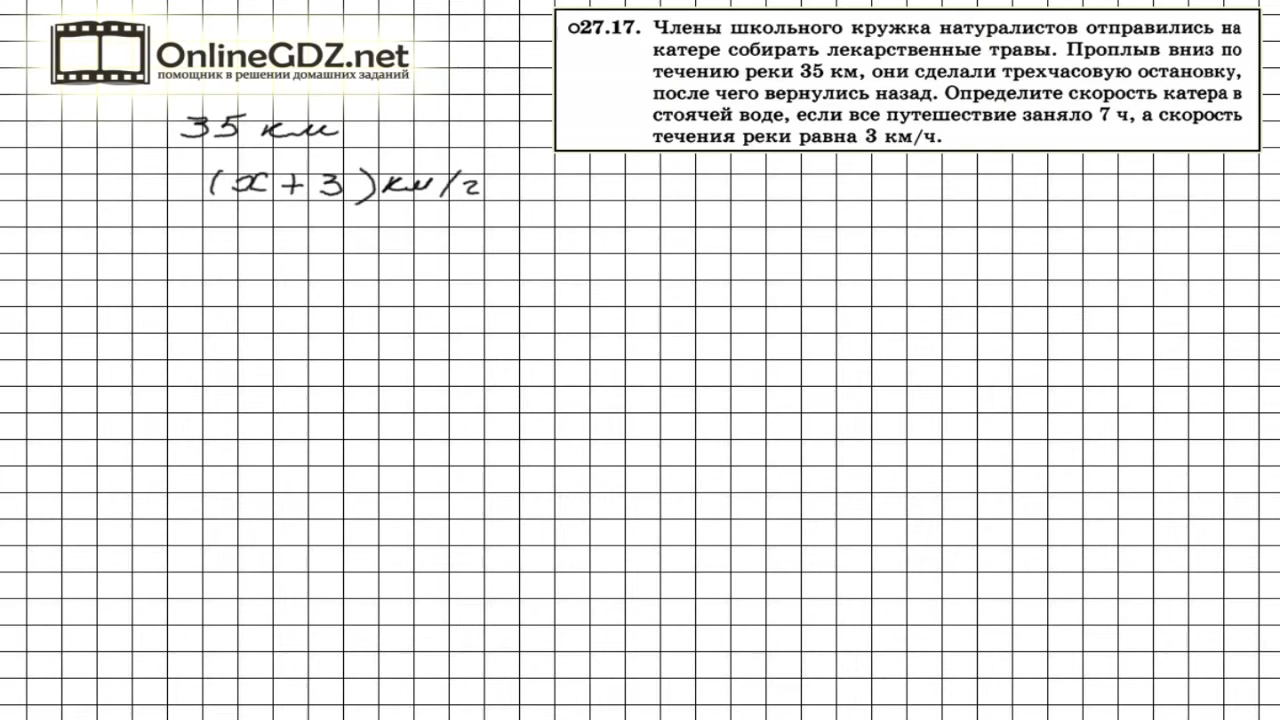 OnlineGDZ.net
помощник в решении домашних заданий
35 км
(x + 3) км/ч
27.17. Члены школьного кружка натуралистов отправились на
катере собирать лекарственные травы. Проплыв вниз по
течению реки 35 км, они сделали трехчасовую остановку,
после чего вернулись назад. Определите скорость катера в
стоячей воде, если все путешествие заняло 7 ч, а скорость
течения реки равна 3 км/ч.